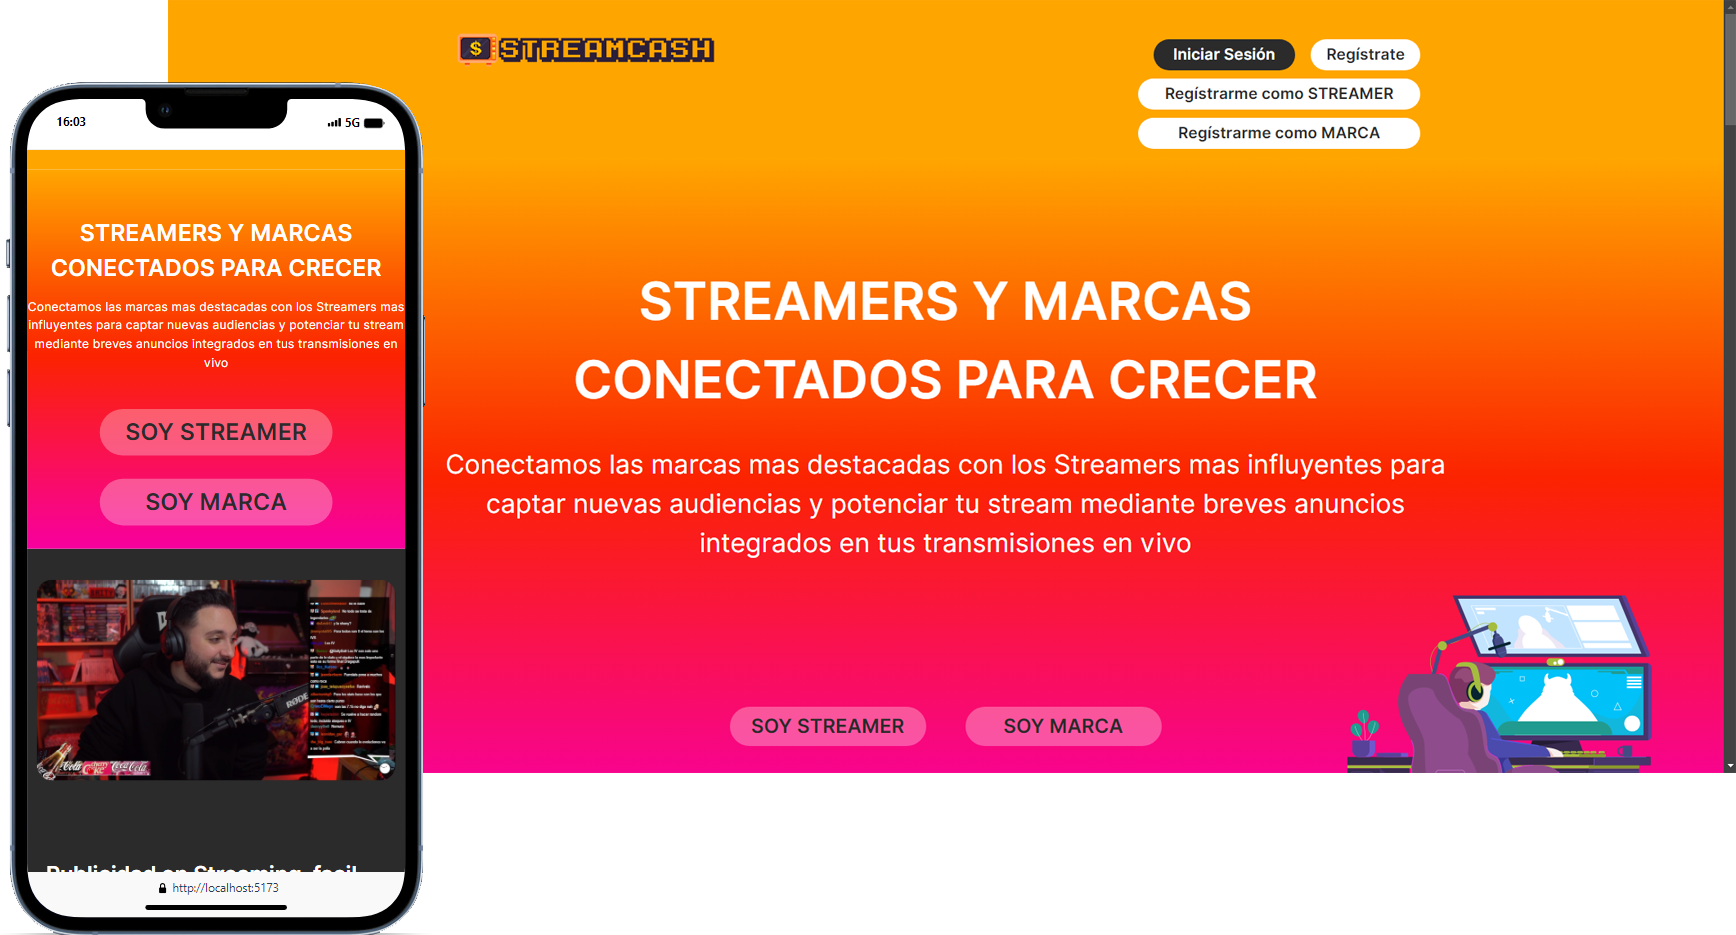 STREAMCASH
Iniciar Sesión
Regístrate
Regístrarme como STREAMER
Regístrarme como MARCA
STREAMERS Y MARCAS
CONECTADOS PARA CRECER
Conectamos las marcas mas destacadas con los Streamers mas influyentes para
captar nuevas audiencias y potenciar tu stream mediante breves anuncios
integrados en tus transmisiones en vivo
SOY STREAMER
SOY MARCA
16:03
5G
STREAMERS Y MARCAS
CONECTADOS PARA CRECER
Conectamos las marcas mas destacadas con los Streamers mas
influyentes para captar nuevas audiencias y potenciar tu stream
mediante breves anuncios integrados en tus transmisiones en
vivo
SOY STREAMER
SOY MARCA
RØDE
Publicidad en Streaming, facil
http://localhost:5173